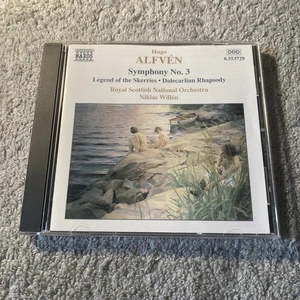 NAXOS
Hugo
ALFVÉN
DDD
8.553729
Symphony No. 3
Legend of the Skerries • Dalecarlian Rhapsody
Royal Scottish National Orchestra
Niklas Willén